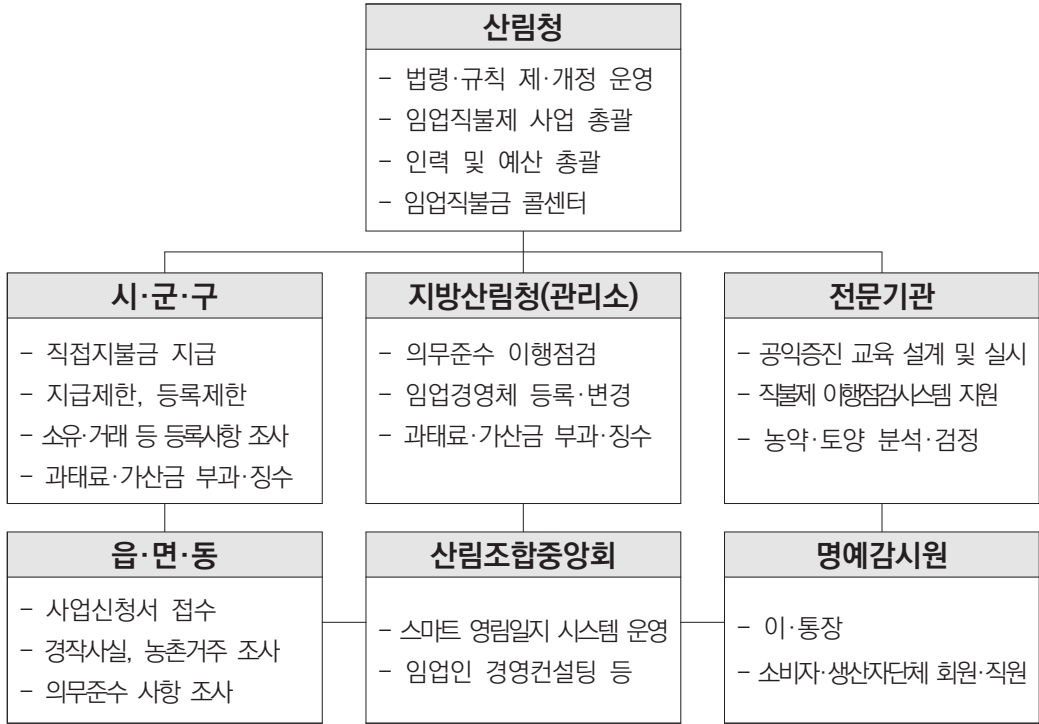 산림청
- 법령·규칙 제·개정 운영
- 임업직불제 사업 총괄
- 인력 및 예산 총괄
- 임업직불금 콜센터
시·군·구
- 직접지불금 지급
- 지급제한, 등록제한
- 소유·거래 등 등록사항 조사
- 과태료·가산금 부과·징수
지방산림청(관리소)
- 의무준수 이행점검
- 임업경영체 등록·변경
- 과태료·가산금 부과·징수
전문기관
- 공익증진 교육 설계 및 실시
- 직불제 이행점검시스템 지원
- 농약·토양 분석·검정
읍·면·동
- 사업신청서 접수
- 경작사실, 농촌거주 조사
- 의무준수 사항 조사
산림조합중앙회
- 스마트 영림일지 시스템 운영
- 임업인 경영컨설팅 등
명예감시원
- 이·통장
- 소비자·생산자단체 회원·직원